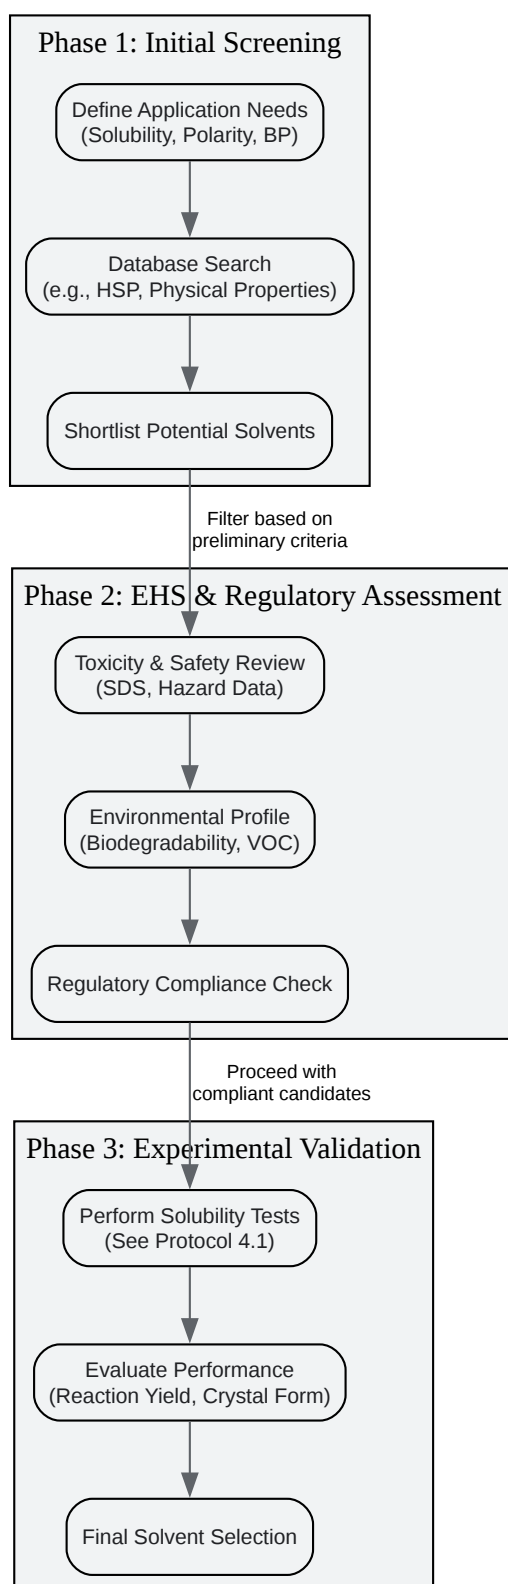 Phase 1: Initial Screening
Define Application Needs
(Solubility, Polarity, BP)
Database Search
(e.g., HSP, Physical Properties)
Shortlist Potential Solvents
Filter based on
preliminary criteria
Phase 2: EHS & Regulatory Assessment
Toxicity & Safety Review
(SDS, Hazard Data)
Environmental Profile
(Biodegradability, VOC)
Regulatory Compliance Check
Proceed with
compliant candidates
Phase 3: Experimental Validation
Perform Solubility Tests
(See Protocol 4.1)
Evaluate Performance
(Reaction Yield, Crystal Form)
Final Solvent Selection